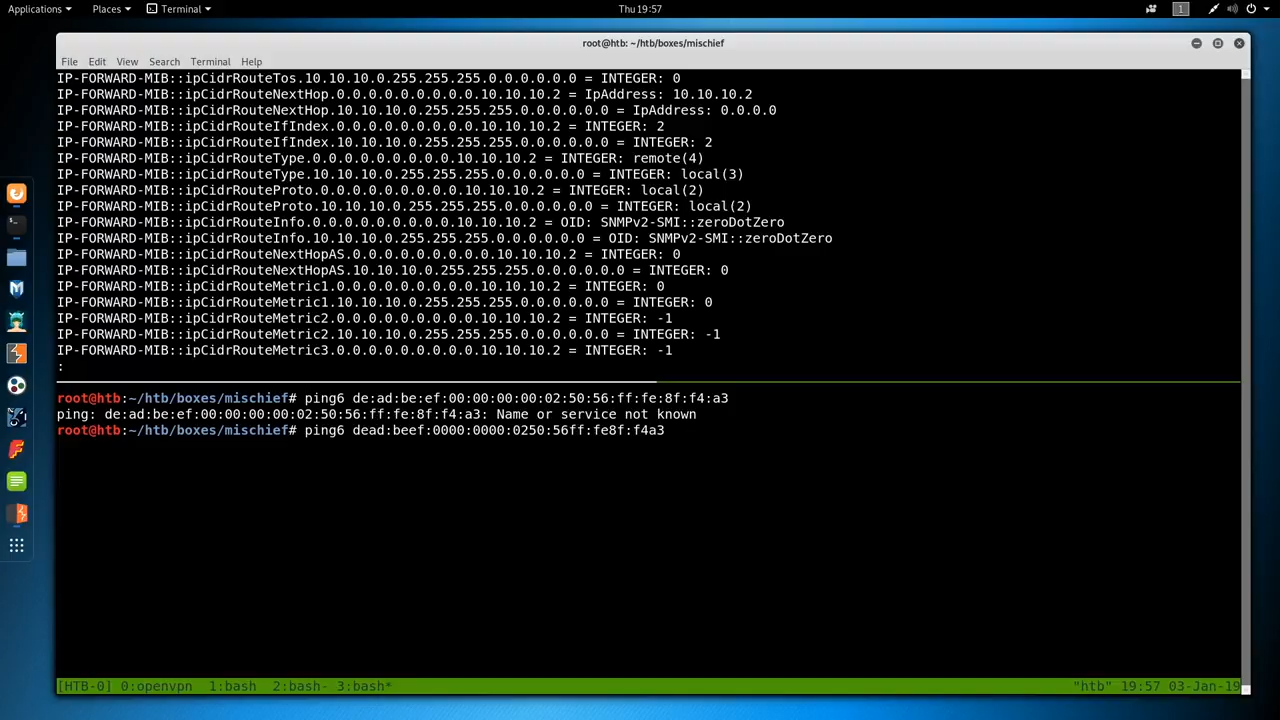 Applications Places Terminal Thu 19:57 1
root@htb: ~/htb/boxes/mischief
File Edit View Search Terminal Help
IP-FORWARD-MIB::ipCidrRouteTos.10.10.10.0.255.255.255.0.0.0.0.0 = INTEGER: 0
IP-FORWARD-MIB::ipCidrRouteNextHop.0.0.0.0.0.0.0.0.0.10.10.10.2 = IpAddress: 10.10.10.2
IP-FORWARD-MIB::ipCidrRouteNextHop.10.10.10.0.255.255.255.0.0.0.0.0.0 = IpAddress: 0.0.0.0
IP-FORWARD-MIB::ipCidrRouteIfIndex.0.0.0.0.0.0.0.0.0.10.10.10.2 = INTEGER: 2
IP-FORWARD-MIB::ipCidrRouteIfIndex.10.10.10.0.255.255.255.0.0.0.0.0.0 = INTEGER: 2
IP-FORWARD-MIB::ipCidrRouteType.0.0.0.0.0.0.0.0.0.10.10.10.2 = INTEGER: remote(4)
IP-FORWARD-MIB::ipCidrRouteType.10.10.10.0.255.255.255.0.0.0.0.0.0 = INTEGER: local(3)
IP-FORWARD-MIB::ipCidrRouteProto.0.0.0.0.0.0.0.0.0.10.10.10.2 = INTEGER: local(2)
IP-FORWARD-MIB::ipCidrRouteProto.10.10.10.0.255.255.255.0.0.0.0.0.0 = INTEGER: local(2)
IP-FORWARD-MIB::ipCidrRouteInfo.0.0.0.0.0.0.0.0.0.10.10.10.2 = OID: SNMPv2-SMI::zeroDotZero
IP-FORWARD-MIB::ipCidrRouteInfo.10.10.10.0.255.255.255.0.0.0.0.0.0 = OID: SNMPv2-SMI::zeroDotZero
IP-FORWARD-MIB::ipCidrRouteNextHopAS.0.0.0.0.0.0.0.0.0.10.10.10.2 = INTEGER: 0
IP-FORWARD-MIB::ipCidrRouteNextHopAS.10.10.10.0.255.255.255.0.0.0.0.0.0 = INTEGER: 0
IP-FORWARD-MIB::ipCidrRouteMetric1.0.0.0.0.0.0.0.0.0.10.10.10.2 = INTEGER: 0
IP-FORWARD-MIB::ipCidrRouteMetric1.10.10.10.0.255.255.255.0.0.0.0.0.0 = INTEGER: 0
IP-FORWARD-MIB::ipCidrRouteMetric2.0.0.0.0.0.0.0.0.0.10.10.10.2 = INTEGER: -1
IP-FORWARD-MIB::ipCidrRouteMetric2.10.10.10.0.255.255.255.0.0.0.0.0.0 = INTEGER: -1
IP-FORWARD-MIB::ipCidrRouteMetric3.0.0.0.0.0.0.0.0.0.10.10.10.2 = INTEGER: -1
:
root@htb:~/htb/boxes/mischief# ping6 de:ad:be:ef:00:00:00:00:02:50:56:ff:fe:8f:f4:a3
ping: de:ad:be:ef:00:00:00:00:02:50:56:ff:fe:8f:f4:a3: Name or service not known
root@htb:~/htb/boxes/mischief# ping6 dead:beef:0000:0000:0250:56ff:fe8f:f4a3
[HTB-0] 0:openvpn 1:bash 2:bash- 3:bash* "htb" 19:57 03-Jan-19